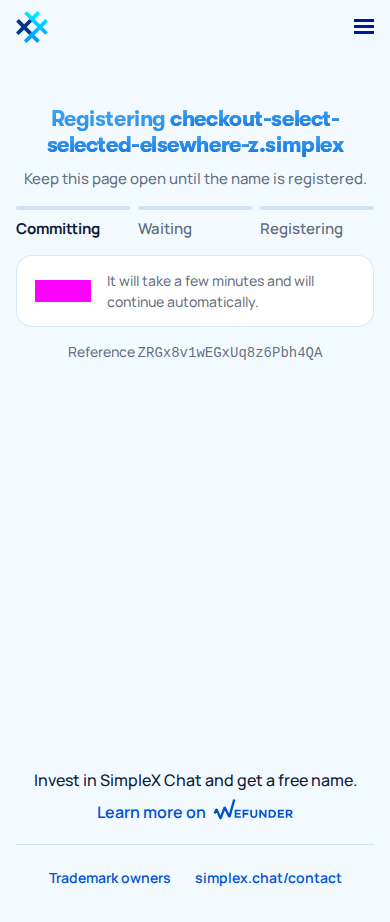 Registering checkout-select-
selected-elsewhere-z.simplex
Keep this page open until the name is registered.
Committing
Waiting
Registering
It will take a few minutes and will
continue automatically.
Reference ZRGx8v1wEGxUq8z6Pbh4QA
Invest in SimpleX Chat and get a free name.
Learn more on WEFUNDER
Trademark owners
simplex.chat/contact